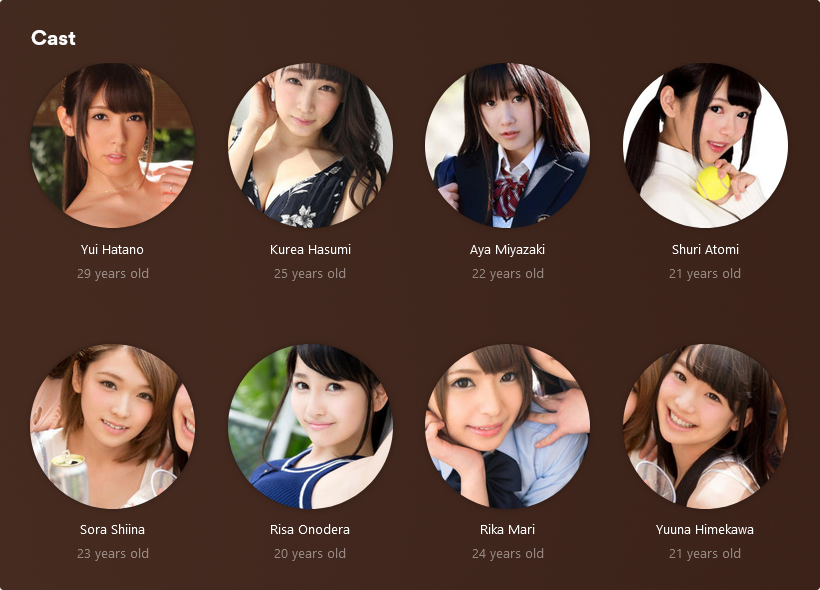 Cast
Yui Hatano
Kurea Hasumi
Aya Miyazaki
Shuri Atomi
29 years old
25 years old
22 years old
21 years old
Sora Shiina
Risa Onodera
Rika Mari
Yuuna Himekawa
23 years old
20 years old
24 years old
21 years old